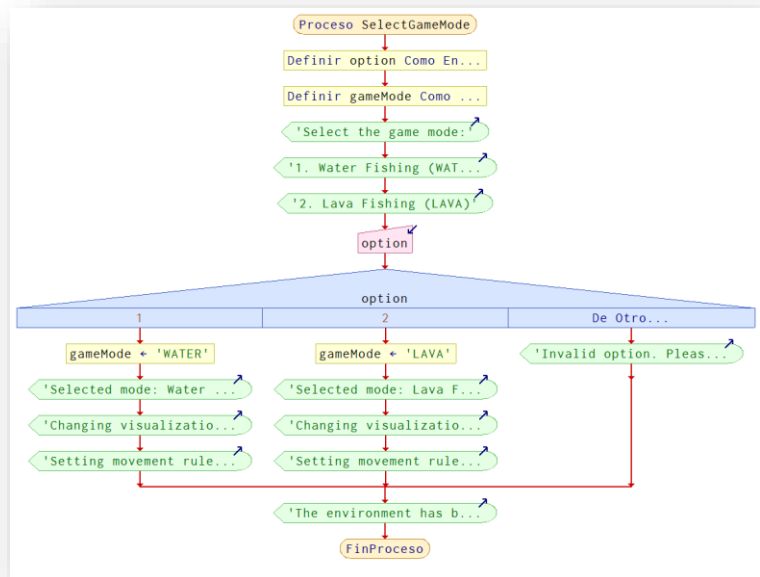 Proceso SelectGameMode
Definir option Como En...
Definir gameMode Como ...
'Select the game mode:'
'1. Water Fishing (WAT...
'2. Lava Fishing (LAVA)'
option
option
1 2 De Otro...
gameMode ← 'WATER' gameMode ← 'LAVA' 'Invalid option. Pleas...
'Selected mode: Water ... 'Selected mode: Lava F...
'Changing visualizatio... 'Changing visualizatio...
'Setting movement rule... 'Setting movement rule...
'The environment has b...
FinProceso